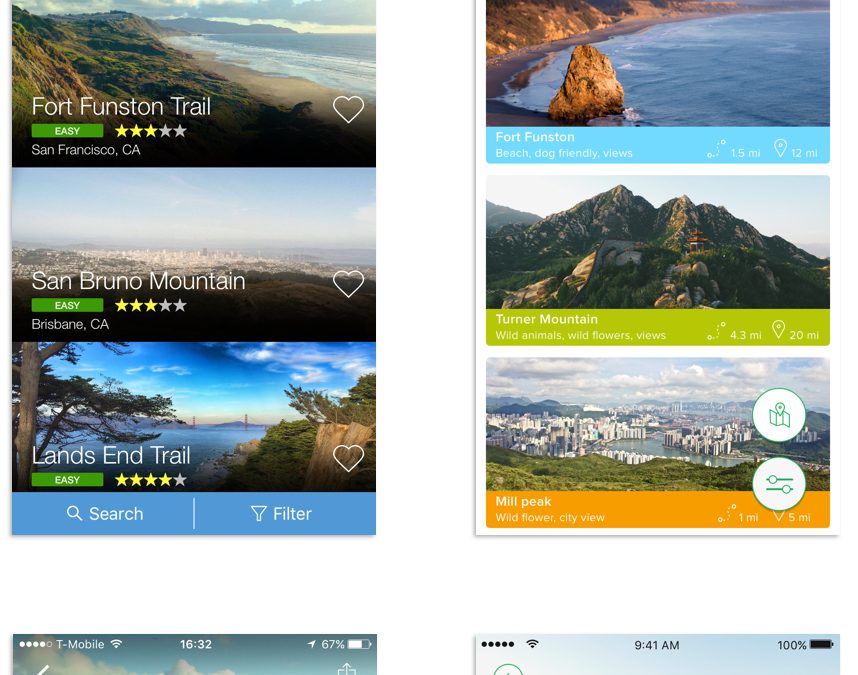 Fort Funston Trail
EASY
San Francisco, CA
San Bruno Mountain
EASY
Brisbane, CA
Lands End Trail
EASY
Search
Filter
Fort Funston
Beach, dog friendly, views
1.5 mi
12 mi
Turner Mountain
Wild animals, wild flowers, views
4.3 mi
20 mi
Mill peak
Wild flower, city view
1 mi
5 mi
T-Mobile
16:32
67%
9:41 AM
100%